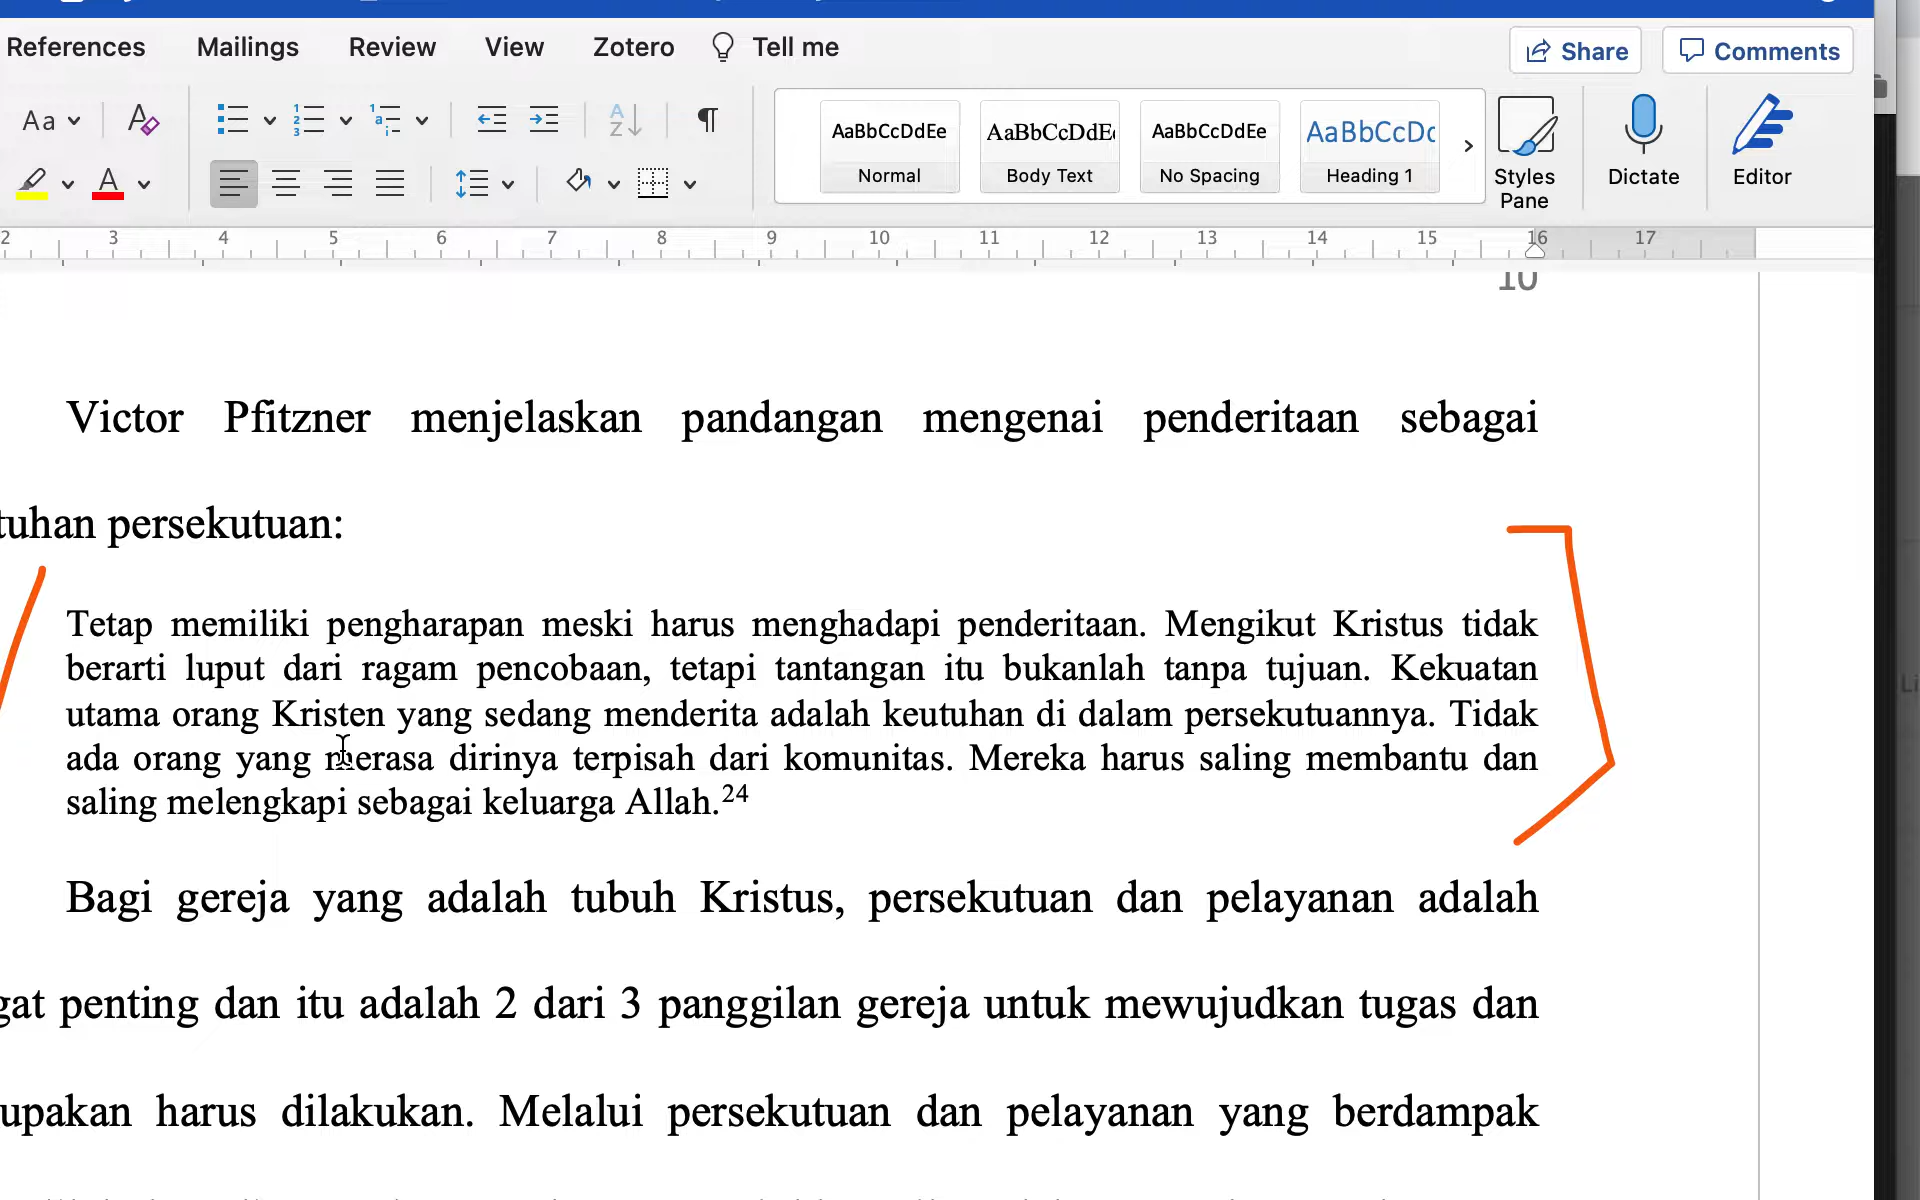 References Mailings Review View Zotero Tell me Share Comments
Aa A A Z ¶ AaBbCcDdEe AaBbCcDdE AaBbCcDdEe AaBbCcDc
A Normal Body Text No Spacing Heading 1 Styles Pane Dictate Editor
2 3 4 5 6 7 8 9 10 11 12 13 14 15 16 17
10
Victor Pfitzner menjelaskan pandangan mengenai penderitaan sebagai
tuhan persekutuan:
Tetap memiliki pengharapan meski harus menghadapi penderitaan. Mengikut Kristus tidak
berarti luput dari ragam pencobaan, tetapi tantangan itu bukanlah tanpa tujuan. Kekuatan
utama orang Kristen yang sedang menderita adalah keutuhan di dalam persekutuannya. Tidak
ada orang yang merasa dirinya terpisah dari komunitas. Mereka harus saling membantu dan
saling melengkapi sebagai keluarga Allah.24
Bagi gereja yang adalah tubuh Kristus, persekutuan dan pelayanan adalah
gat penting dan itu adalah 2 dari 3 panggilan gereja untuk mewujudkan tugas dan
upakan harus dilakukan. Melalui persekutuan dan pelayanan yang berdampak